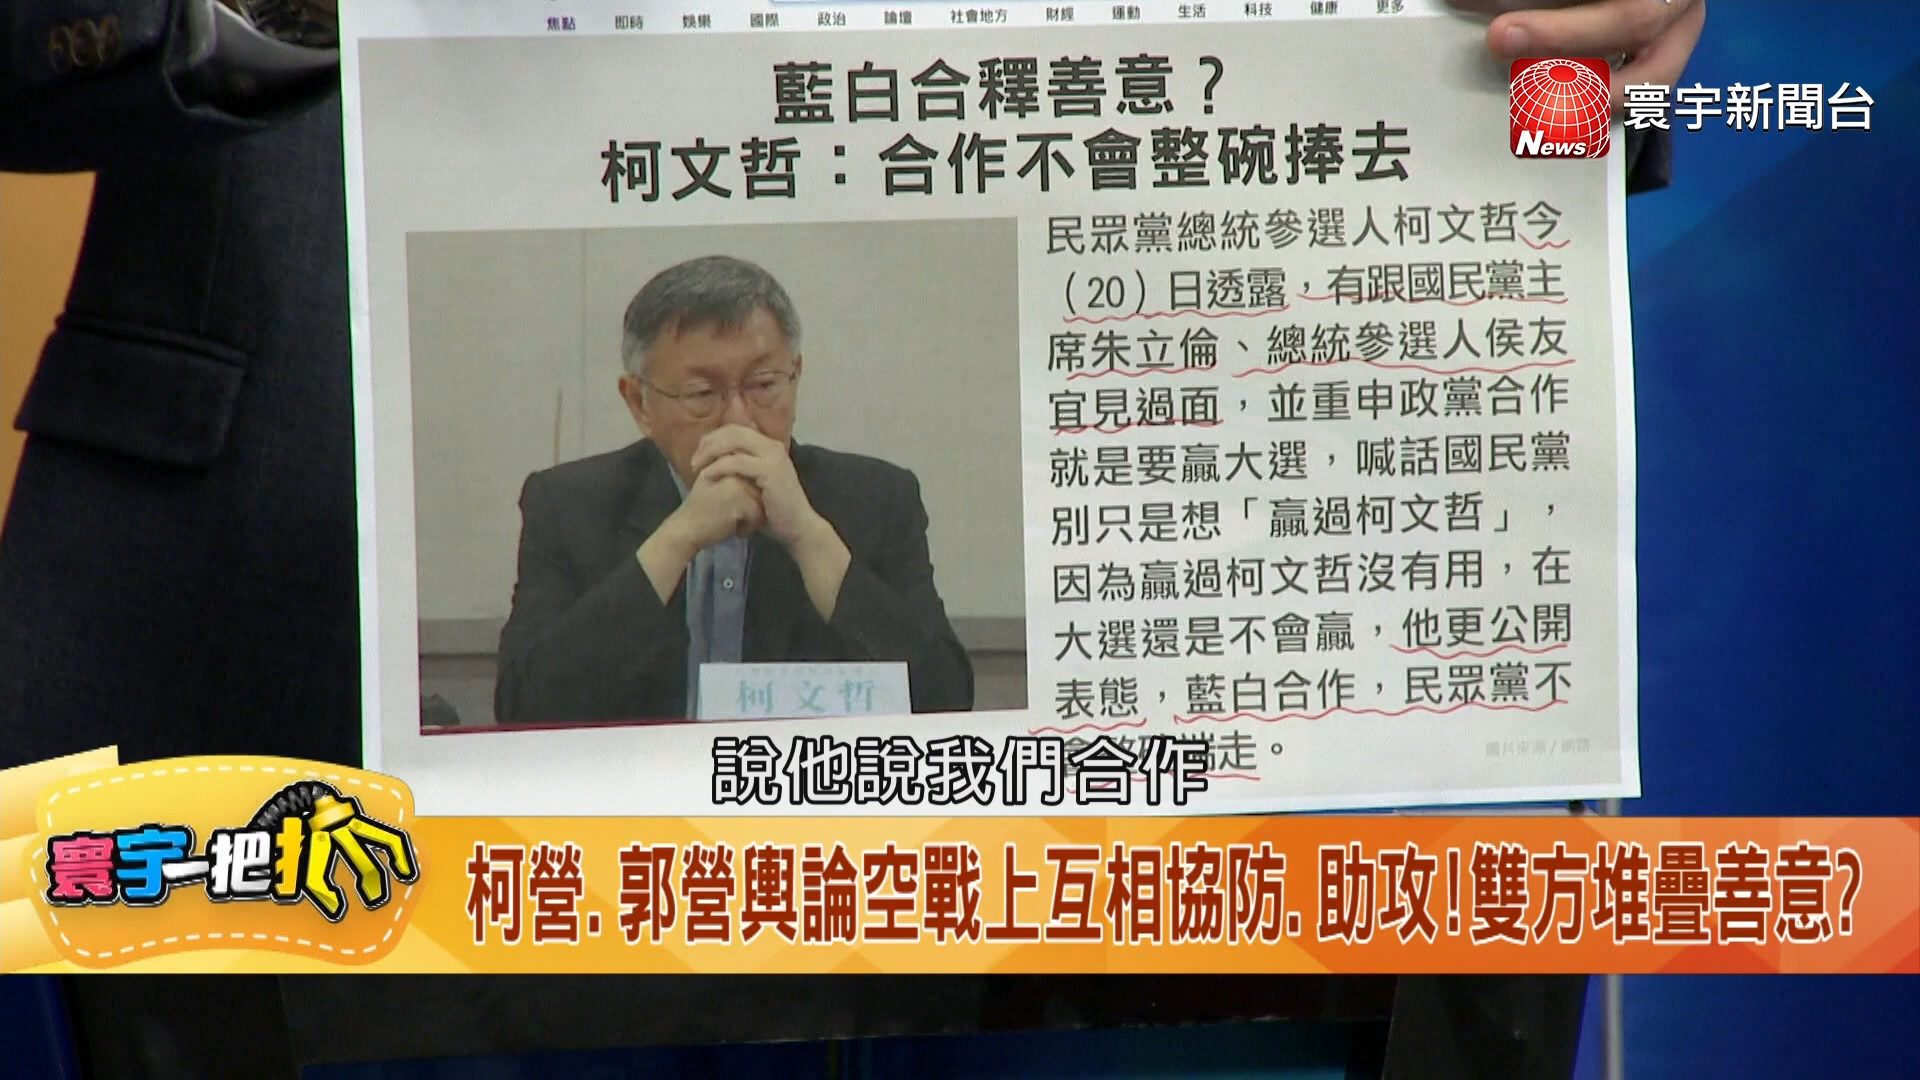 焦點 即時 娛樂 國際 政治 論壇 社會地方 財經 運動 生活 科技 健康 更多
藍白合釋善意？
柯文哲：合作不會整碗捧去
News
寰宇新聞台
民眾黨總統參選人柯文哲今
（20）日透露，有跟國民黨主
席朱立倫、總統參選人侯友
宜見過面，並重申政黨合作
就是要贏大選，喊話國民黨
別只是想「贏過柯文哲」，
因為贏過柯文哲沒有用，在
大選還是不會贏，他更公開
表態，藍白合作，民眾黨不
端走。
柯文哲
圖片來源/網路
說他說我們合作
寰宇一把抓
柯營.郭營輿論空戰上互相協防.助攻!雙方堆疊善意?